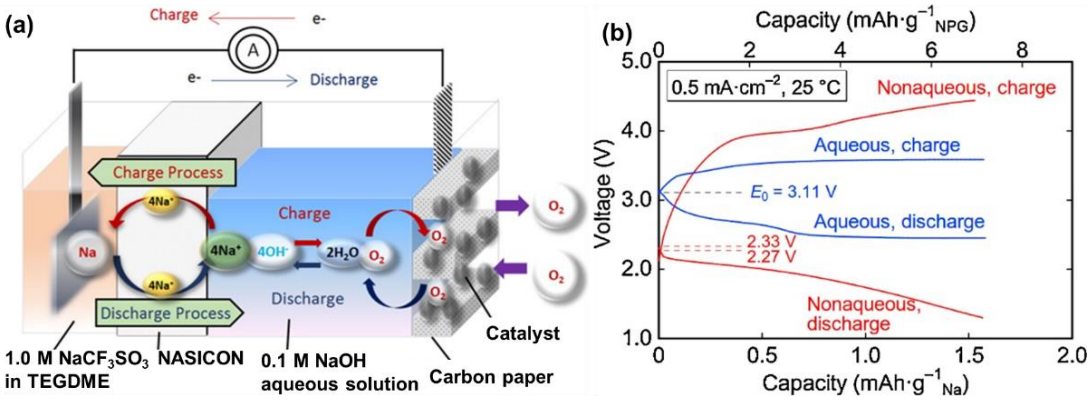 (a)
Charge
e-
A
e-
Discharge
Charge Process
4Na⁺
Na
Charge
4Na⁺
4OH⁻
2H₂O
O₂
O₂
O₂
O₂
O₂
4Na⁺
Discharge Process
Discharge
Catalyst
1.0 M NaCF₃SO₃ NASICON
in TEGDME
0.1 M NaOH
aqueous solution
Carbon paper
(b)
Capacity (mAh·g⁻¹NPG)
0 2 4 6 8
0.5 mA·cm⁻², 25 °C
Nonaqueous, charge
Aqueous, charge
E₀ = 3.11 V
Aqueous, discharge
2.33 V
2.27 V
Nonaqueous,
discharge
Voltage (V)
5.0
4.0
3.0
2.0
1.0
0 0.5 1.0 1.5 2.0
Capacity (mAh·g⁻¹Na)